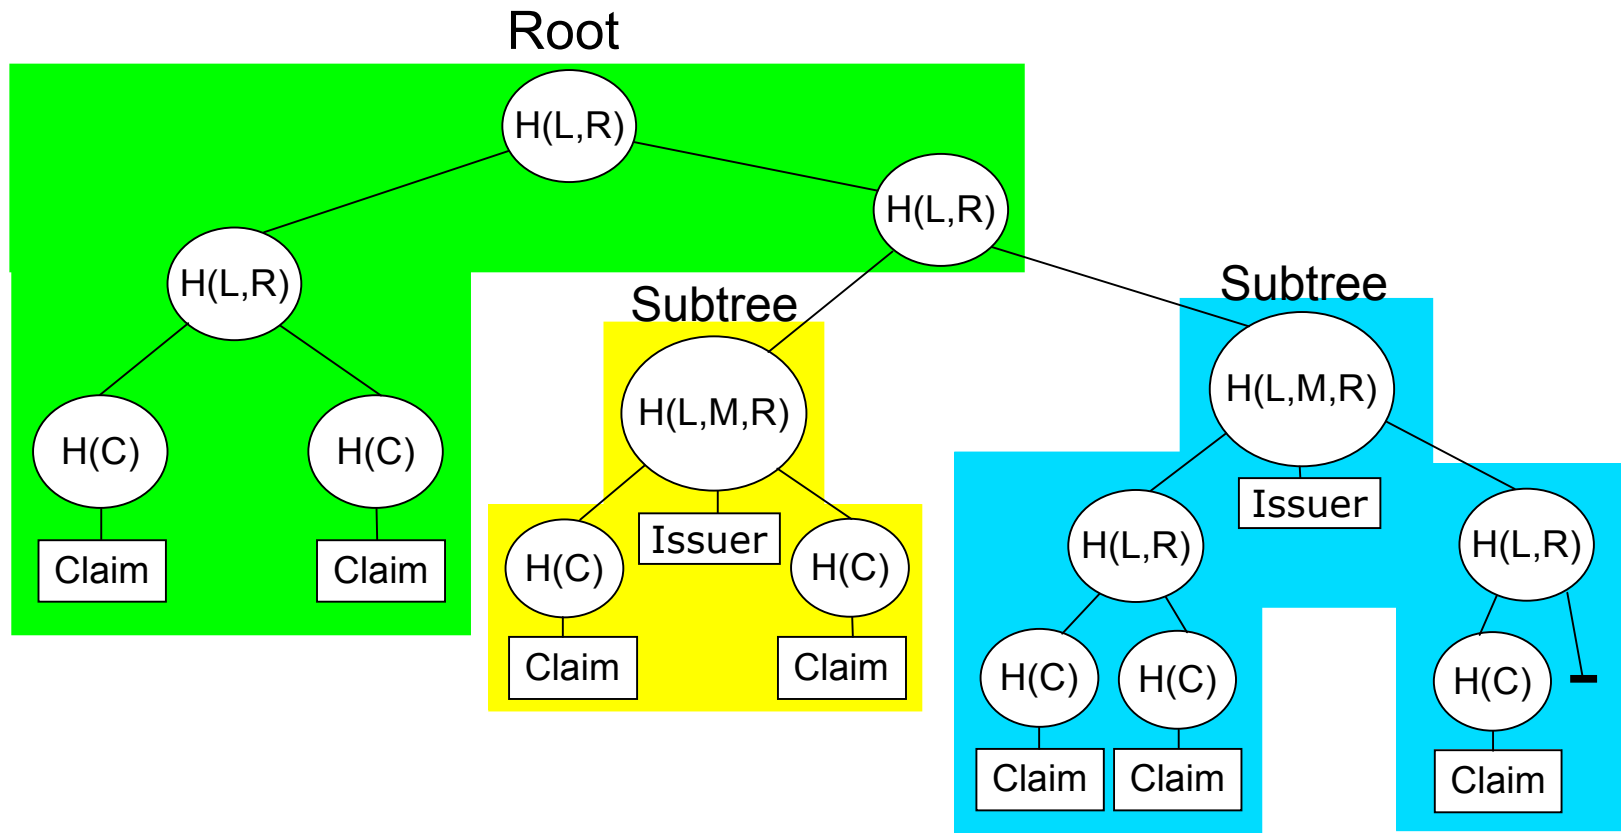 Root
H(L,R)
H(L,R)
H(L,R)
Subtree
Subtree
H(L,M,R)
H(L,M,R)
H(C)
H(C)
Issuer
Issuer
H(L,R)
H(L,R)
H(C)
H(C)
Claim
Claim
Claim
Claim
H(C)
H(C)
H(C)
Claim
Claim
Claim